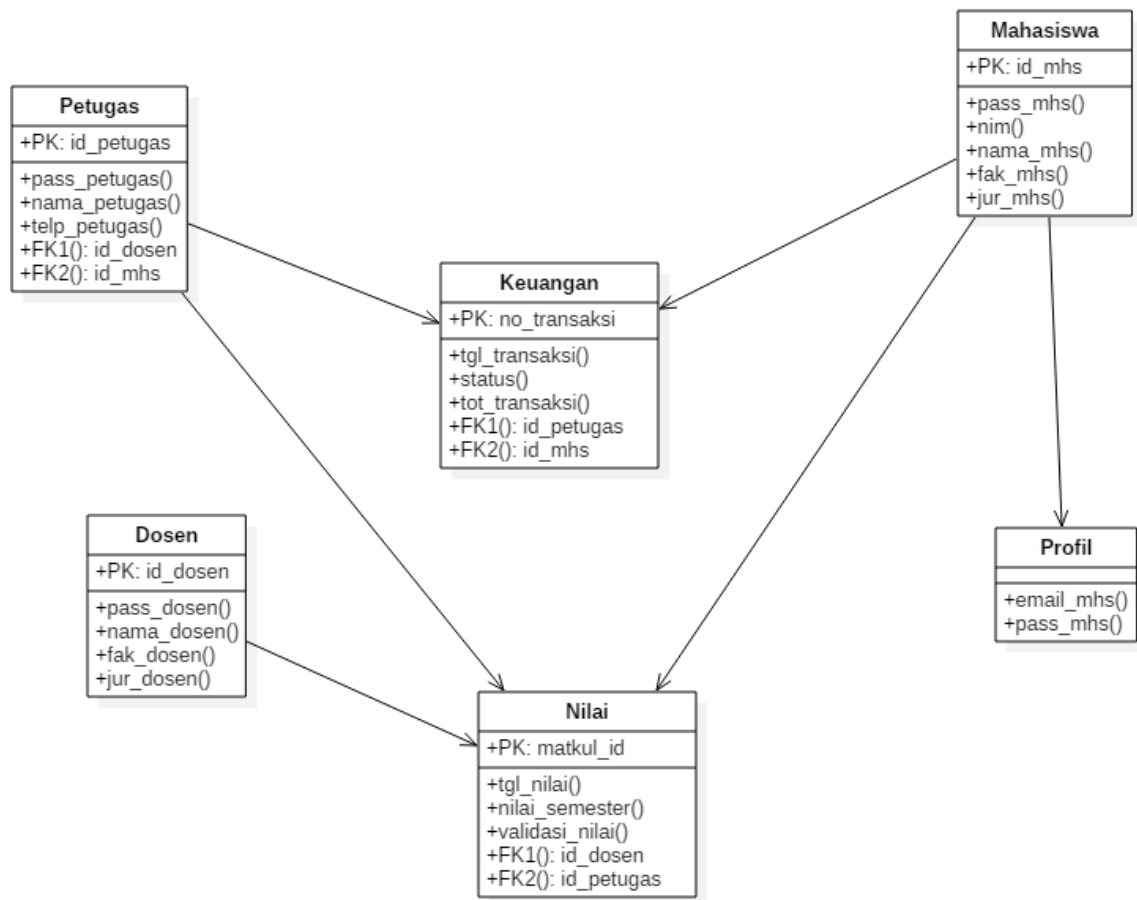 Mahasiswa
+PK: id_mhs
+pass_mhs()
+nim()
+nama_mhs()
+fak_mhs()
+jur_mhs()
Petugas
+PK: id_petugas
+pass_petugas()
+nama_petugas()
+telp_petugas()
+FK1(): id_dosen
+FK2(): id_mhs
Keuangan
+PK: no_transaksi
+tgl_transaksi()
+status()
+tot_transaksi()
+FK1(): id_petugas
+FK2(): id_mhs
Dosen
+PK: id_dosen
+pass_dosen()
+nama_dosen()
+fak_dosen()
+jur_dosen()
Profil
+email_mhs()
+pass_mhs()
Nilai
+PK: matkul_id
+tgl_nilai()
+nilai_semester()
+validasi_nilai()
+FK1(): id_dosen
+FK2(): id_petugas